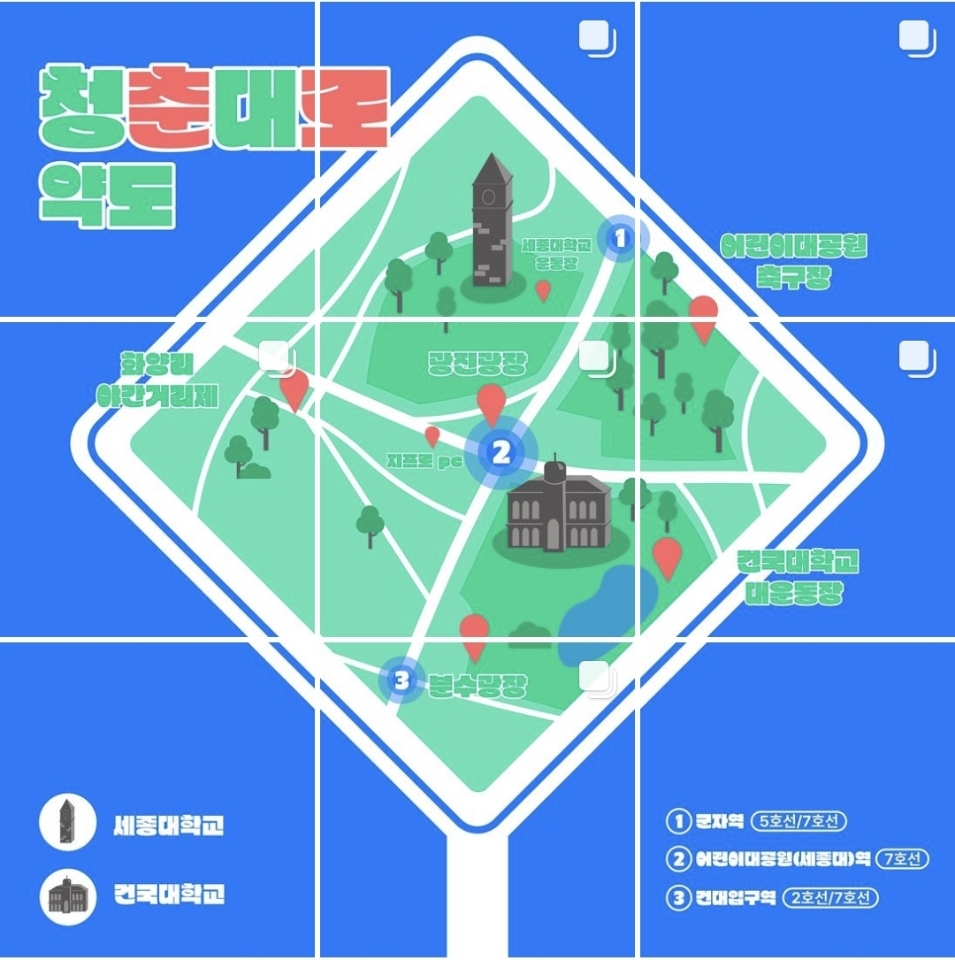 청춘대로
약도
세종대학교
운동장
1
어린이대공원
축구장
화양리
야간거리제
광진광장
2
지프로 pc
건국대학교
대운동장
3
분수광장
세종대학교
건국대학교
1 군자역 5호선/7호선
2 어린이대공원(세종대)역 7호선
3 건대입구역 2호선/7호선